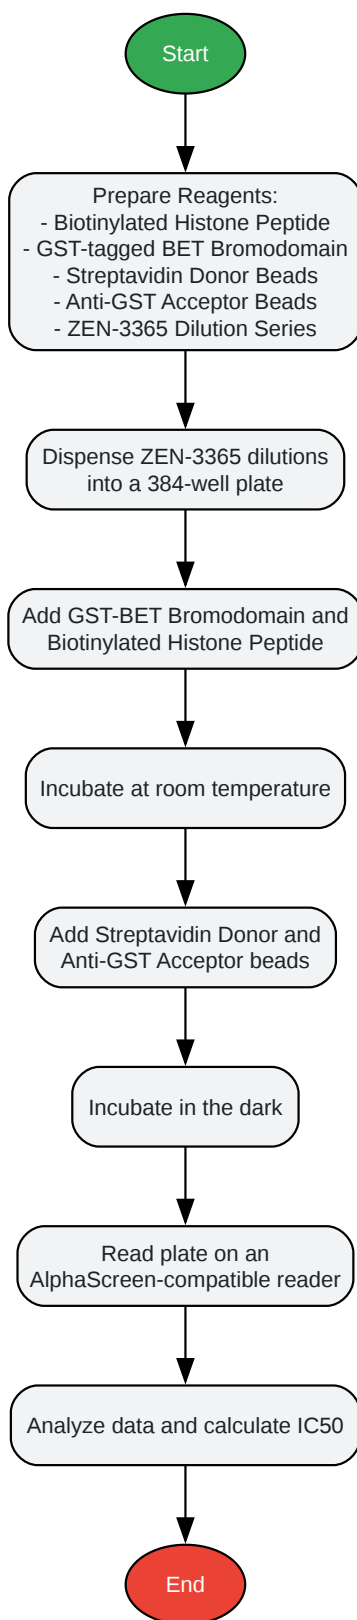 Start
Prepare Reagents:
- Biotinylated Histone Peptide
- GST-tagged BET Bromodomain
- Streptavidin Donor Beads
- Anti-GST Acceptor Beads
- ZEN-3365 Dilution Series
Dispense ZEN-3365 dilutions
into a 384-well plate
Add GST-BET Bromodomain and
Biotinylated Histone Peptide
Incubate at room temperature
Add Streptavidin Donor and
Anti-GST Acceptor beads
Incubate in the dark
Read plate on an
AlphaScreen-compatible reader
Analyze data and calculate IC50
End